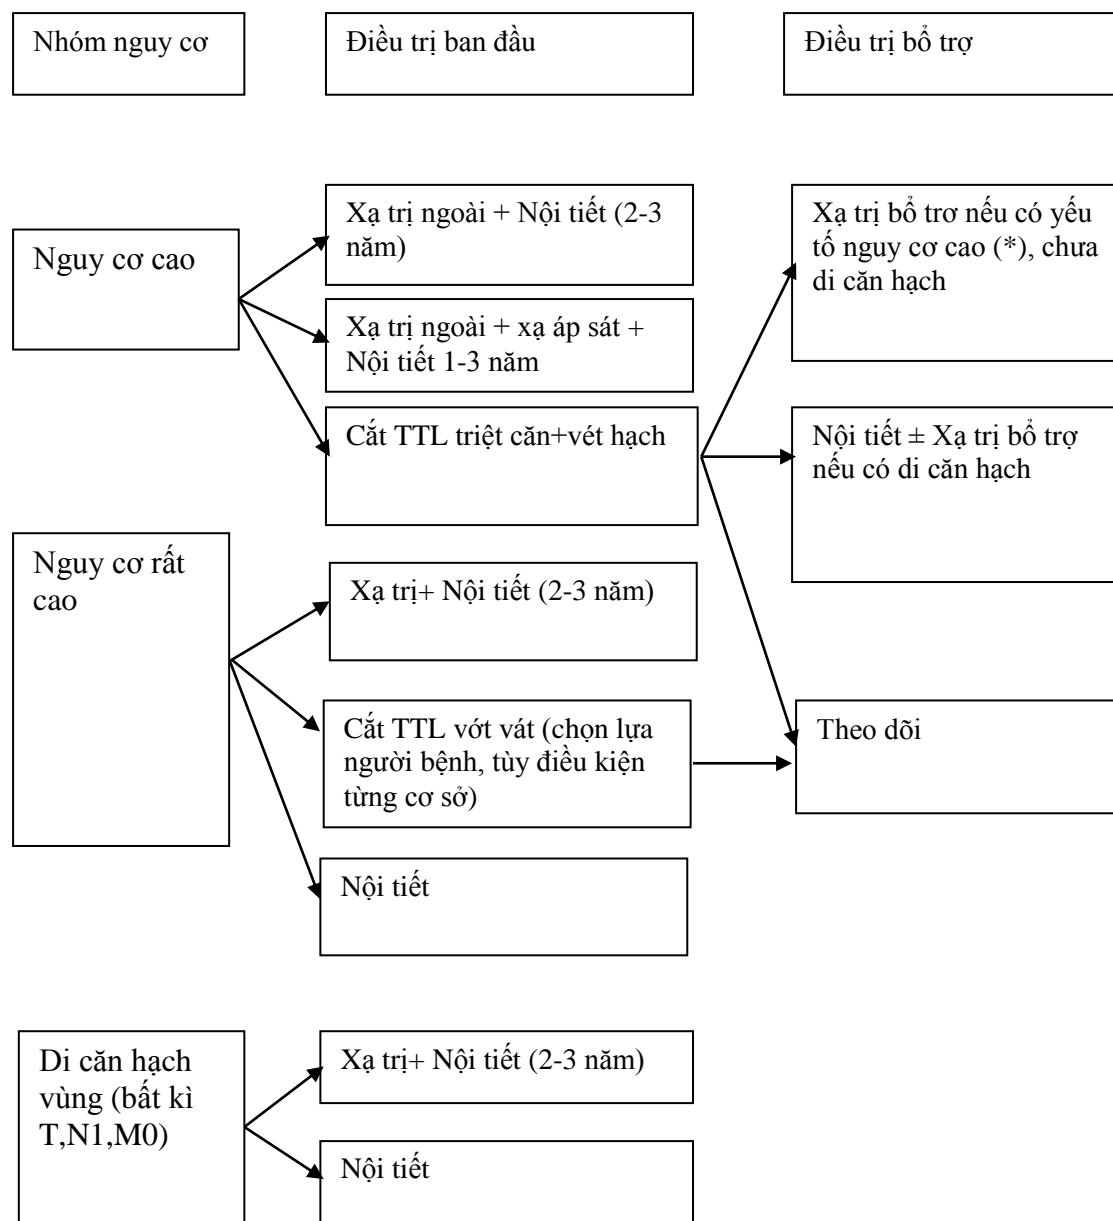 Nhóm nguy cơ
Điều trị ban đầu
Điều trị bổ trợ
Nguy cơ cao
Xạ trị ngoài + Nội tiết (2-3
năm)
Xạ trị ngoài + xạ áp sát +
Nội tiết 1-3 năm
Cắt TTL triệt căn+vét hạch
Xạ trị bổ trơ nếu có yếu
tố nguy cơ cao (*), chưa
di căn hạch
Nội tiết ± Xạ trị bổ trợ
nếu có di căn hạch
Nguy cơ rất
cao
Xạ trị+ Nội tiết (2-3 năm)
Cắt TTL vớt vát (chọn lựa
người bệnh, tùy điều kiện
từng cơ sở)
Theo dõi
Nội tiết
Di căn hạch
vùng (bất kì
T,N1,M0)
Xạ trị+ Nội tiết (2-3 năm)
Nội tiết